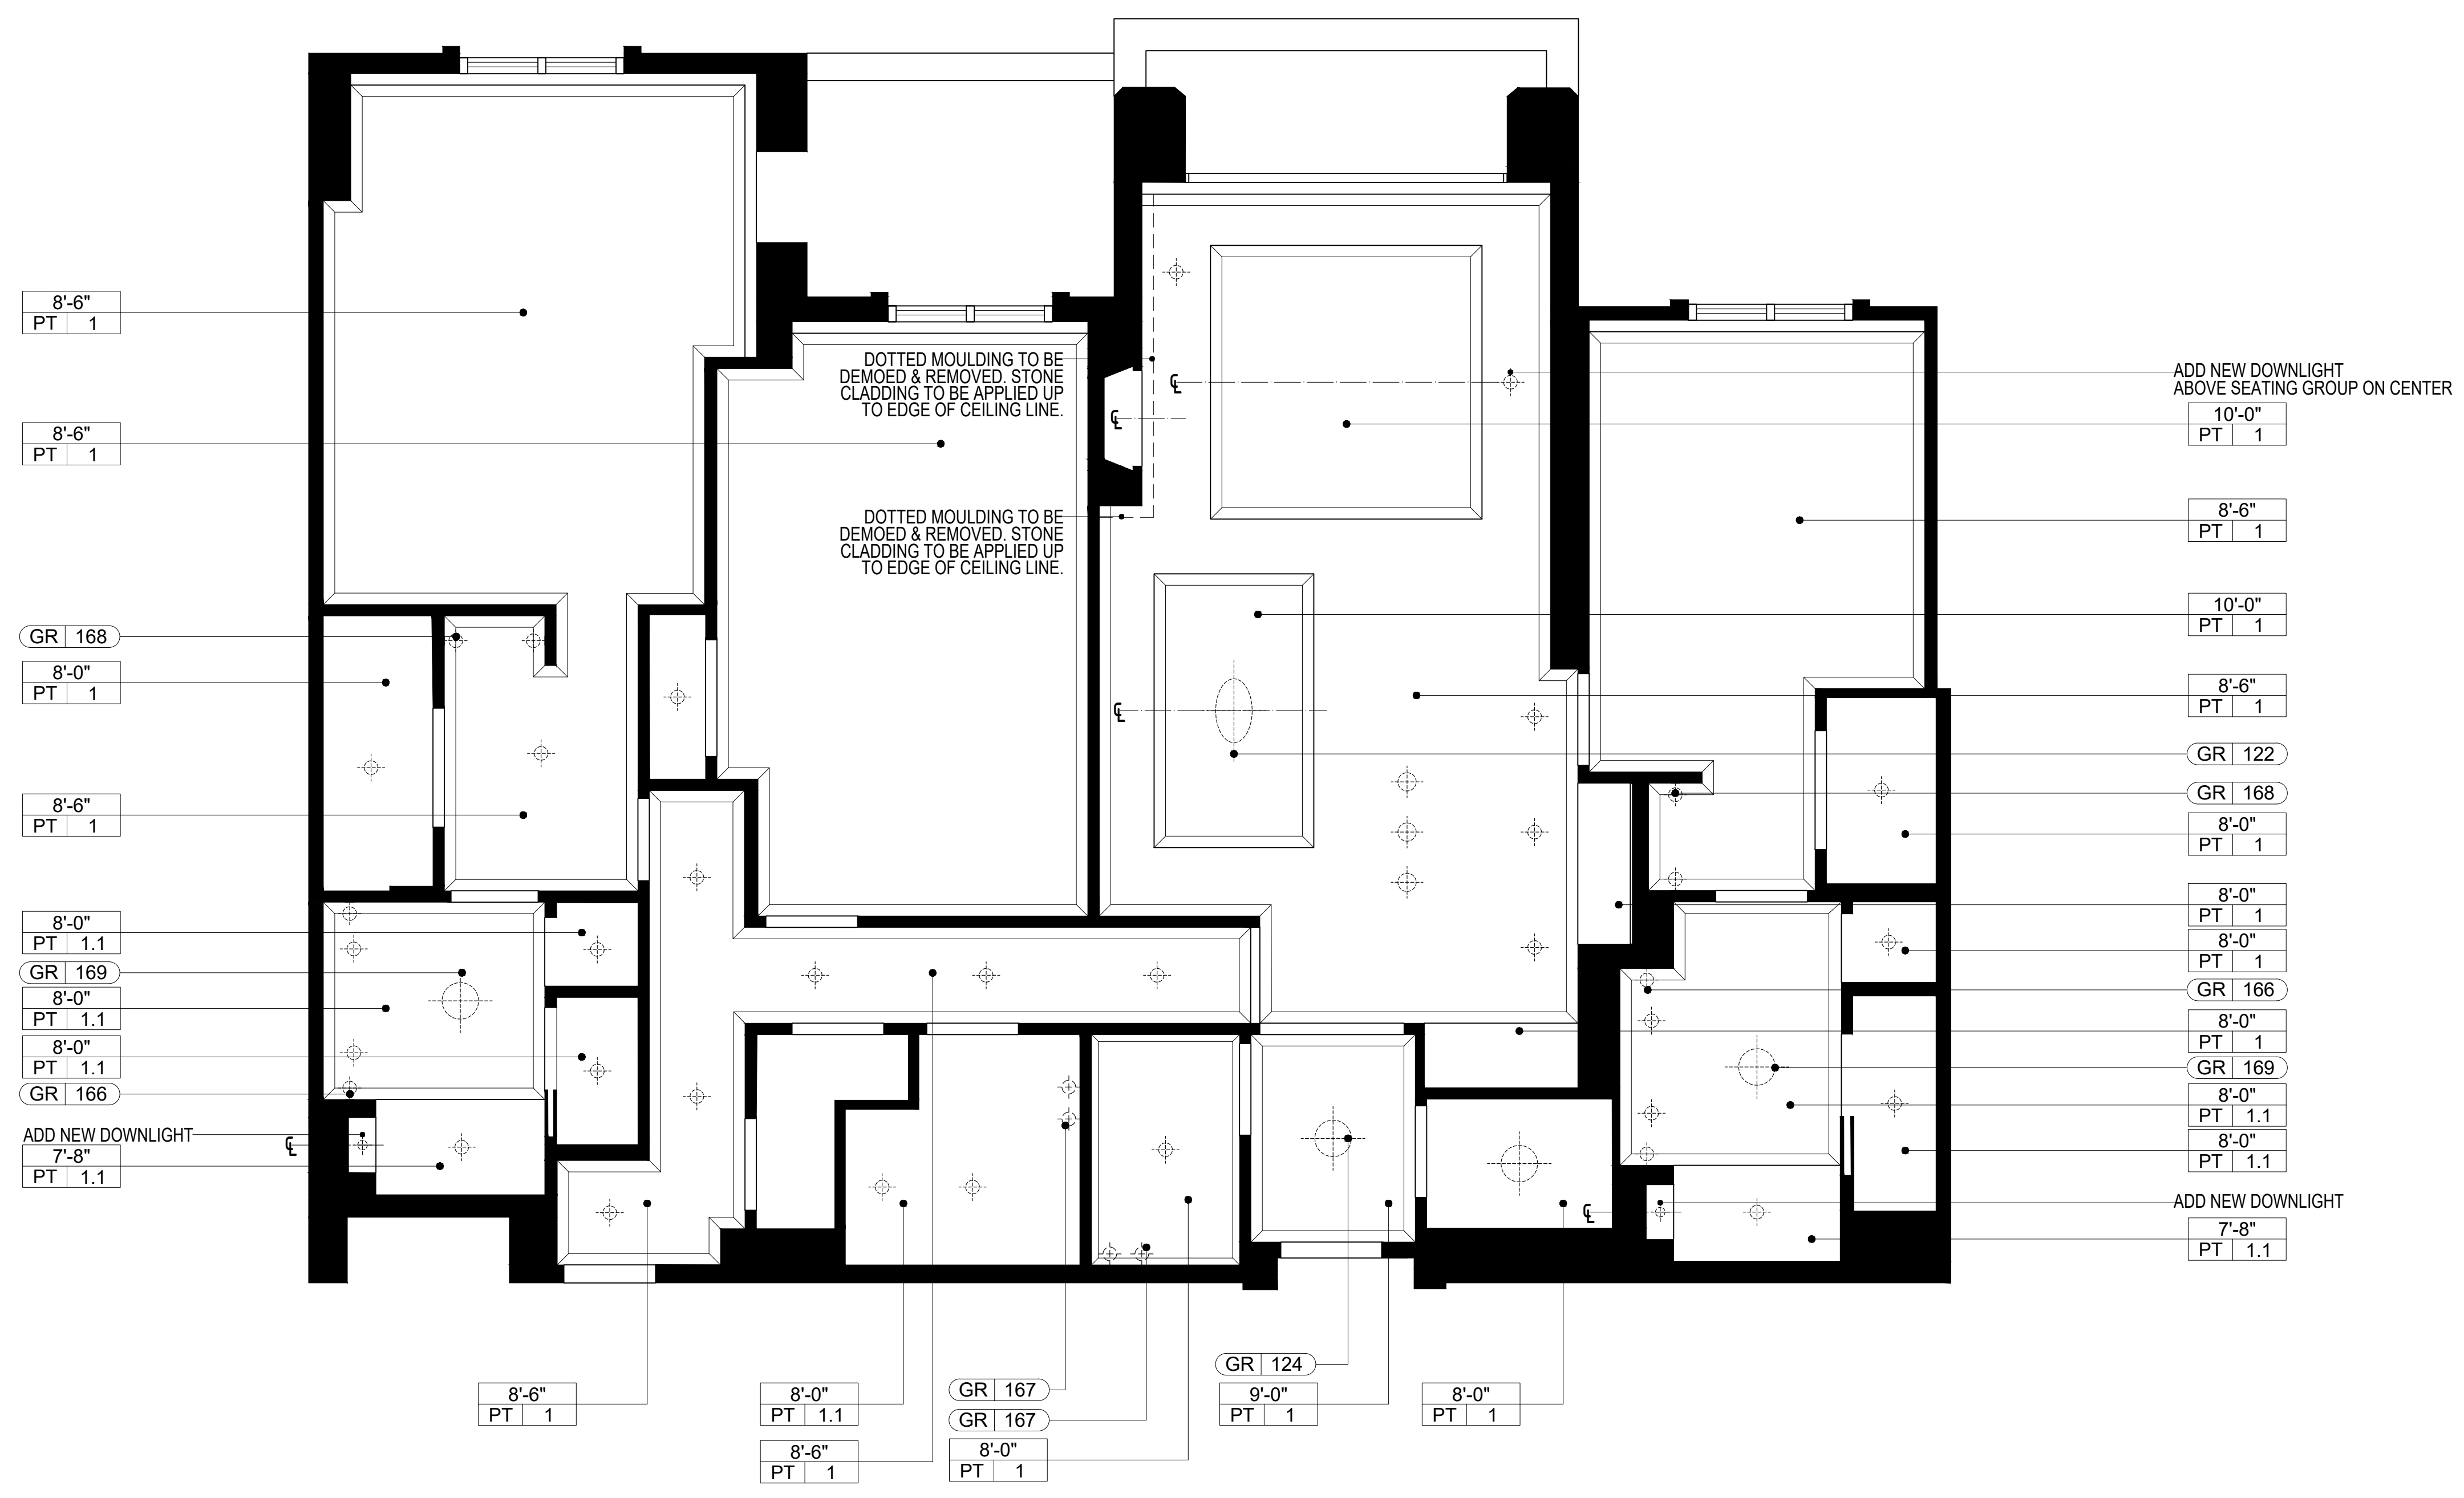 8'-6"
PT 1
8'-6"
PT 1
GR 168
8'-0"
PT 1
8'-6"
PT 1
8'-0"
PT 1.1
GR 169
8'-0"
PT 1.1
8'-0"
PT 1.1
GR 166
ADD NEW DOWNLIGHT
7'-8"
PT 1.1
℄
DOTTED MOULDING TO BE
DEMOED & REMOVED. STONE
CLADDING TO BE APPLIED UP
TO EDGE OF CEILING LINE.
DOTTED MOULDING TO BE
DEMOED & REMOVED. STONE
CLADDING TO BE APPLIED UP
TO EDGE OF CEILING LINE.
℄
℄
℄
℄
ADD NEW DOWNLIGHT
ABOVE SEATING GROUP ON CENTER
10'-0"
PT 1
8'-6"
PT 1
10'-0"
PT 1
8'-6"
PT 1
GR 122
GR 168
8'-0"
PT 1
8'-0"
PT 1
8'-0"
PT 1
GR 166
8'-0"
PT 1
GR 169
8'-0"
PT 1.1
8'-0"
PT 1.1
ADD NEW DOWNLIGHT
7'-8"
PT 1.1
8'-6"
PT 1
8'-0"
PT 1.1
8'-6"
PT 1
GR 167
GR 167
8'-0"
PT 1
GR 124
9'-0"
PT 1
8'-0"
PT 1